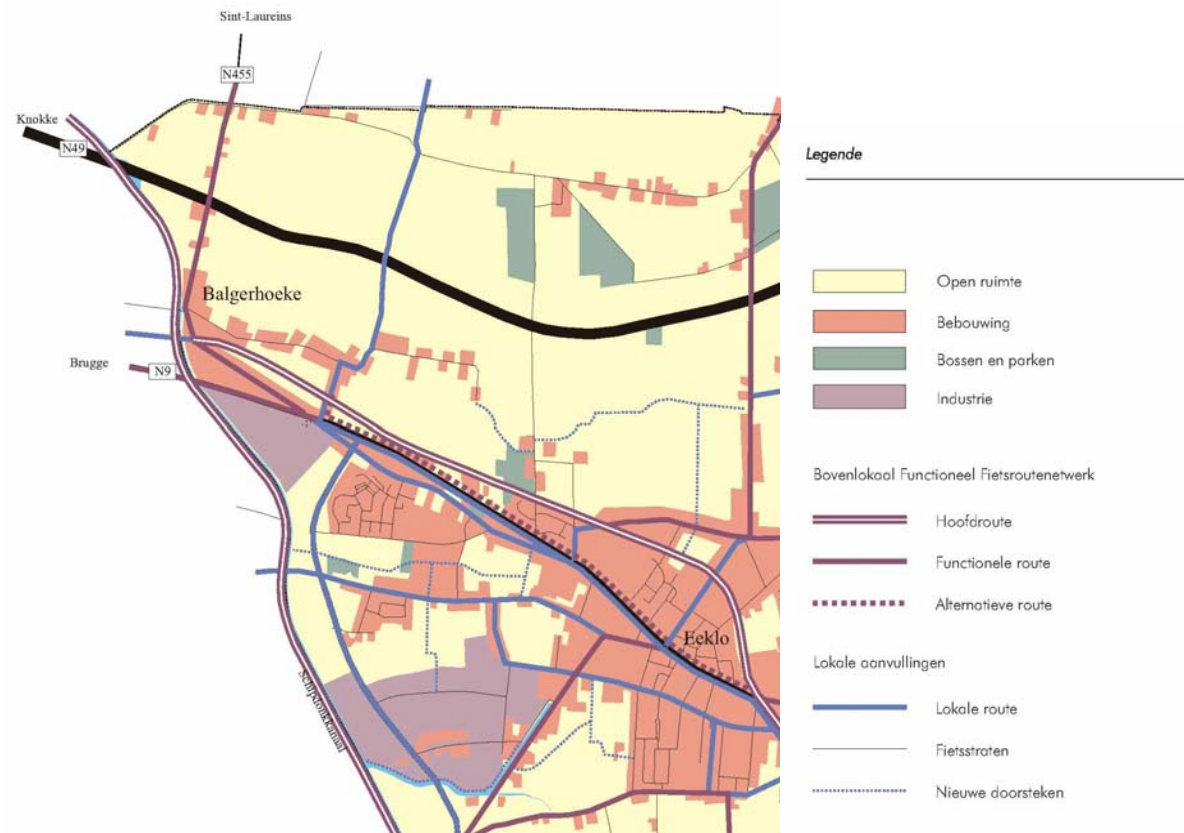 Sint-Laureins
N455
Knokke
N49
Balgerhoeke
Brugge
N9
Eeklo
Schipdonkkanaal
Legende
Open ruimte
Bebouwing
Bossen en parken
Industrie
Bovenlokaal Functioneel Fietsroutenetwerk
Hoofdroute
Functionele route
Alternatieve route
Lokale aanvullingen
Lokale route
Fietsstraten
Nieuwe doorsteken